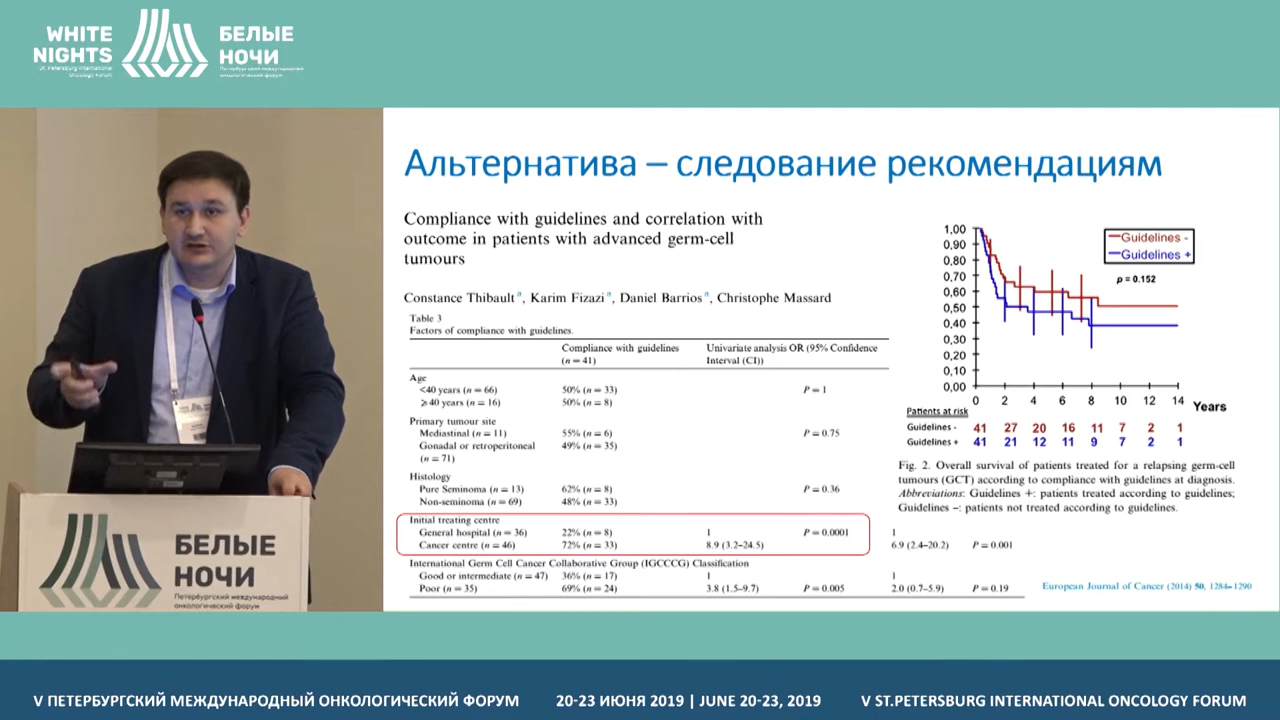 WHITE
NIGHTS
St. Petersburg International
Oncology Forum
БЕЛЫЕ
НОЧИ
Петербургский международный
онкологический форум
Альтернатива – следование рекомендациям
Compliance with guidelines and correlation with
outcome in patients with advanced germ-cell
tumours
Constance Thibault a, Karim Fizazi a, Daniel Barrios a, Christophe Massard
Table 3
Factors of compliance with guidelines.
Compliance with guidelines (n = 41) Univariate analysis OR (95% Confidence Interval (CI))
Age
<40 years (n = 66) 50% (n = 33) P = 1
⩾40 years (n = 16) 50% (n = 8)
Primary tumour site
Mediastinal (n = 11) 55% (n = 6) P = 0.75
Gonadal or retroperitoneal 49% (n = 35)
(n = 71)
Histology
Pure Seminoma (n = 13) 62% (n = 8) P = 0.36
Non-seminoma (n = 69) 48% (n = 33)
Initial treating centre
General hospital (n = 36) 22% (n = 8) 1 P = 0.0001 1
Cancer centre (n = 46) 72% (n = 33) 8.9 (3.2–24.5) 6.9 (2.4–20.2) P = 0.001
International Germ Cell Cancer Collaborative Group (IGCCCG) Classification
Good or intermediate (n = 47) 36% (n = 17) 1 1
Poor (n = 35) 69% (n = 24) 3.8 (1.5–9.7) P = 0.005 2.0 (0.7–5.9) P = 0.19
1,00
0,90
0,80
0,70
0,60
0,50
0,40
0,30
0,20
0,10
0,00
Guidelines -
Guidelines +
p = 0.152
0 2 4 6 8 10 12 14
Years
Patients at risk
Guidelines - 41 27 20 16 11 7 2 1
Guidelines + 41 21 12 11 9 7 2 1
Fig. 2. Overall survival of patients treated for a relapsing germ-cell
tumours (GCT) according to compliance with guidelines at diagnosis.
Abbreviations: Guidelines +: patients treated according to guidelines;
Guidelines –: patients not treated according to guidelines.
European Journal of Cancer (2014) 50, 1284–1290
БЕЛЫЕ
НОЧИ
Петербургский международный
онкологический форум
V ПЕТЕРБУРГСКИЙ МЕЖДУНАРОДНЫЙ ОНКОЛОГИЧЕСКИЙ ФОРУМ 20-23 ИЮНЯ 2019 | JUNE 20-23, 2019 V ST.PETERSBURG INTERNATIONAL ONCOLOGY FORUM